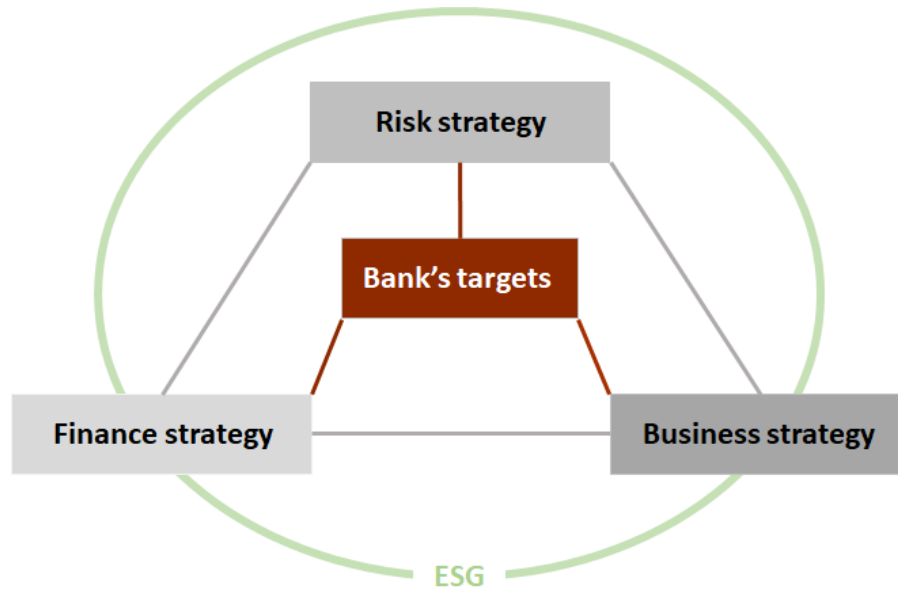 Risk strategy
Bank’s targets
Finance strategy
Business strategy
ESG